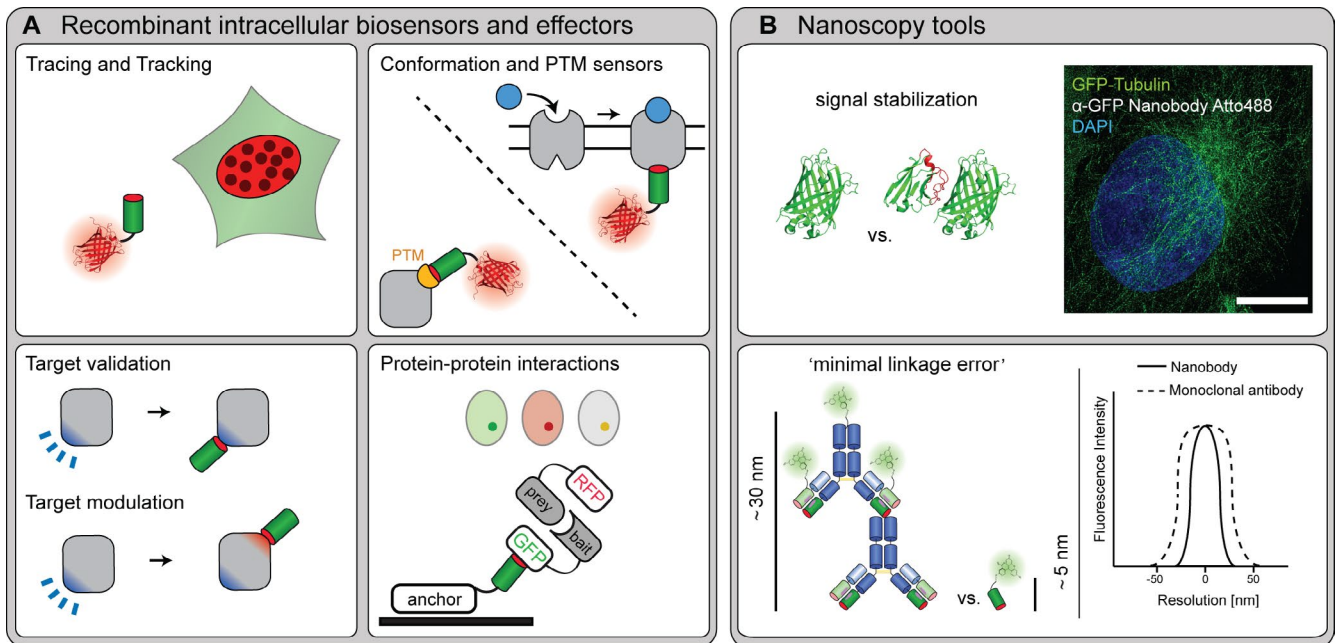 A Recombinant intracellular biosensors and effectors
Tracing and Tracking
Conformation and PTM sensors
PTM
Target validation
Target modulation
Protein-protein interactions
RFP
prey
bait
GFP
anchor
B Nanoscopy tools
signal stabilization
vs.
GFP-Tubulin
α-GFP Nanobody Atto488
DAPI
'minimal linkage error'
~ 30 nm
vs.
~ 5 nm
Nanobody
Monoclonal antibody
Fluorescence Intensity
-50 0 50
Resolution [nm]